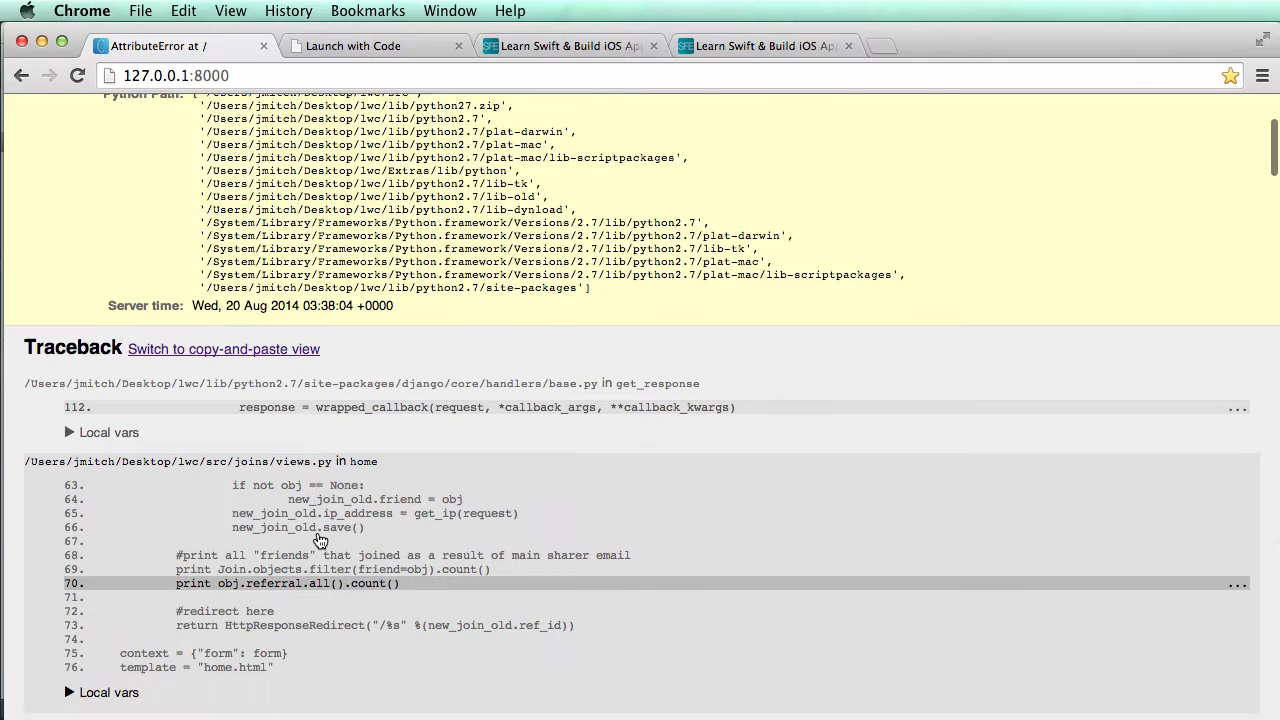 Chrome File Edit View History Bookmarks Window Help
AttributeError at / Launch with Code Learn Swift & Build iOS Ap Learn Swift & Build iOS Ap
127.0.0.1:8000
Python Path: ['/Users/jmitch/Desktop/lwc/src',
'/Users/jmitch/Desktop/lwc/lib/python27.zip',
'/Users/jmitch/Desktop/lwc/lib/python2.7',
'/Users/jmitch/Desktop/lwc/lib/python2.7/plat-darwin',
'/Users/jmitch/Desktop/lwc/lib/python2.7/plat-mac',
'/Users/jmitch/Desktop/lwc/lib/python2.7/plat-mac/lib-scriptpackages',
'/Users/jmitch/Desktop/lwc/Extras/lib/python',
'/Users/jmitch/Desktop/lwc/lib/python2.7/lib-tk',
'/Users/jmitch/Desktop/lwc/lib/python2.7/lib-old',
'/Users/jmitch/Desktop/lwc/lib/python2.7/lib-dynload',
'/System/Library/Frameworks/Python.framework/Versions/2.7/lib/python2.7',
'/System/Library/Frameworks/Python.framework/Versions/2.7/lib/python2.7/plat-darwin',
'/System/Library/Frameworks/Python.framework/Versions/2.7/lib/python2.7/lib-tk',
'/System/Library/Frameworks/Python.framework/Versions/2.7/lib/python2.7/plat-mac',
'/System/Library/Frameworks/Python.framework/Versions/2.7/lib/python2.7/plat-mac/lib-scriptpackages',
'/Users/jmitch/Desktop/lwc/lib/python2.7/site-packages']
Server time: Wed, 20 Aug 2014 03:38:04 +0000
Traceback Switch to copy-and-paste view
/Users/jmitch/Desktop/lwc/lib/python2.7/site-packages/django/core/handlers/base.py in get_response
112. response = wrapped_callback(request, *callback_args, **callback_kwargs) ...
▶ Local vars
/Users/jmitch/Desktop/lwc/src/joins/views.py in home
63. if not obj == None:
64. new_join_old.friend = obj
65. new_join_old.ip_address = get_ip(request)
66. new_join_old.save()
67.
68. #print all "friends" that joined as a result of main sharer email
69. print Join.objects.filter(friend=obj).count()
70. print obj.referral.all().count() ...
71.
72. #redirect here
73. return HttpResponseRedirect("/%s" %(new_join_old.ref_id))
74.
75. context = {"form": form}
76. template = "home.html"
▶ Local vars